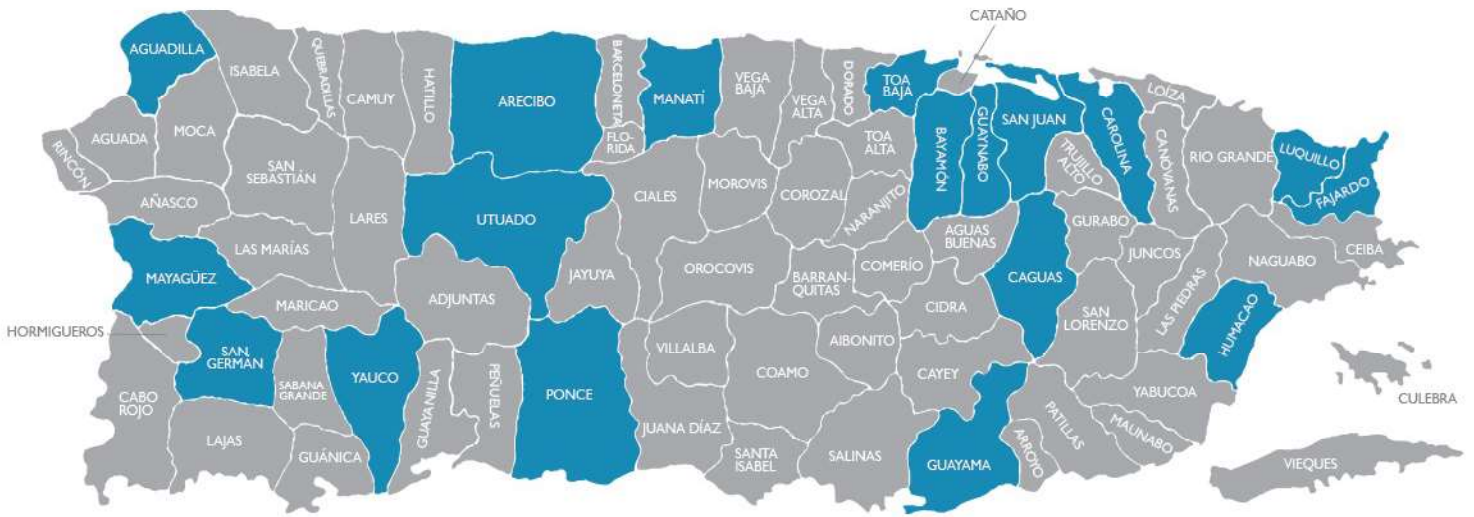 CATAÑO
AGUADILLA
ISABELA
QUEBRADILLAS
CAMUY
HATILLO
ARECIBO
BARCELONETA
MANATÍ
VEGA
BAJA
VEGA
ALTA
DORADO
TOA
BAJA
BAYAMÓN
GUAYNABO
SAN JUAN
CAROLINA
LOÍZA
CANÓVANAS
RIO GRANDE
LUQUILLO
FAJARDO
RINCÓN
AGUADA
MOCA
SAN
SEBASTIÁN
FLO-
RIDA
TOA
ALTA
TRUJILLO
ALTO
AÑASCO
LARES
UTUADO
CIALES
MOROVIS
COROZAL
NARANJITO
AGUAS
BUENAS
GURABO
CEIBA
MAYAGÜEZ
LAS MARÍAS
JAYUYA
OROCOVIS
BARRAN-
QUITAS
COMERÍO
CAGUAS
JUNCOS
NAGUABO
MARICAO
ADJUNTAS
CIDRA
SAN
LORENZO
LAS PIEDRAS
HUMACAO
HORMIGUEROS
SAN
GERMÁN
SABANA
GRANDE
YAUCO
GUAYANILLA
PEÑUELAS
PONCE
VILLALBA
COAMO
AIBONITO
CAYEY
YABUCOA
CULEBRA
CABO
ROJO
LAJAS
GUÁNICA
JUANA DÍAZ
SANTA
ISABEL
SALINAS
GUAYAMA
ARROYO
PATILLAS
MAUNABO
VIEQUES